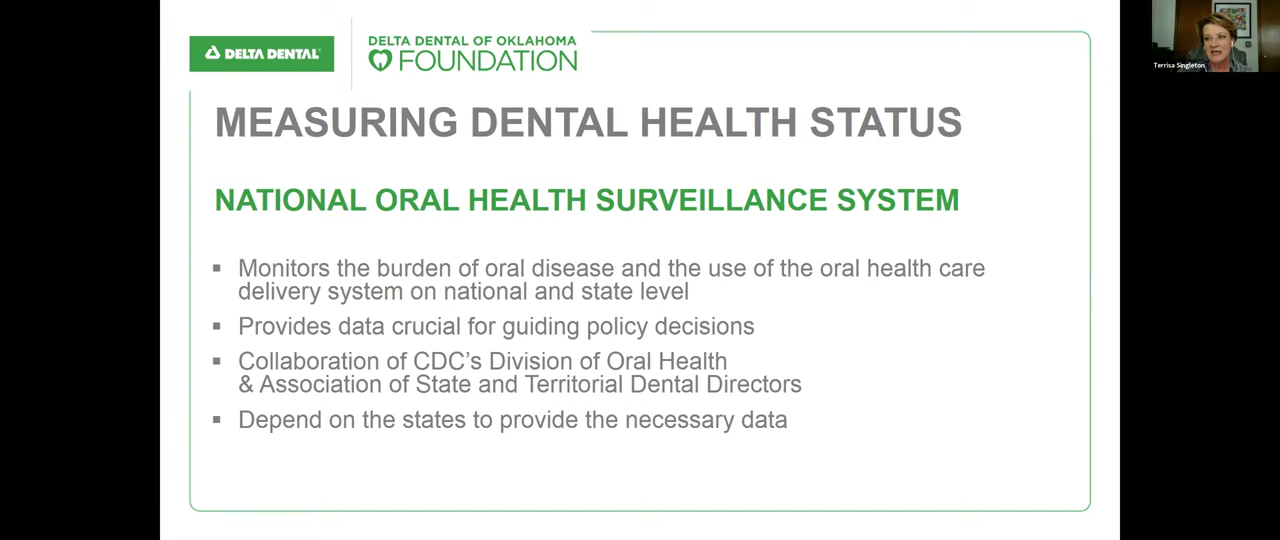 DELTA DENTAL®
DELTA DENTAL OF OKLAHOMA
FOUNDATION
Terrisa Singleton
MEASURING DENTAL HEALTH STATUS
NATIONAL ORAL HEALTH SURVEILLANCE SYSTEM
▪ Monitors the burden of oral disease and the use of the oral health care
delivery system on national and state level
▪ Provides data crucial for guiding policy decisions
▪ Collaboration of CDC’s Division of Oral Health
& Association of State and Territorial Dental Directors
▪ Depend on the states to provide the necessary data